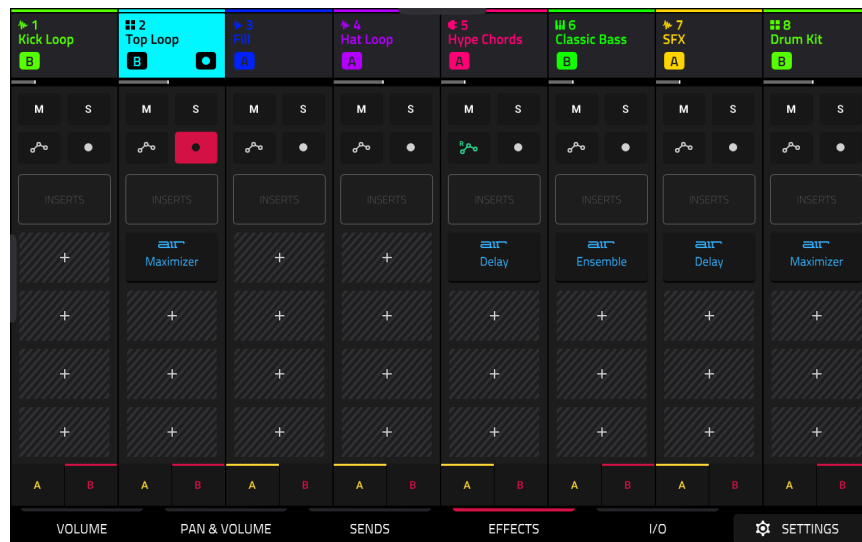 1 2 3 4 5 6 7 8
Kick Loop Top Loop Fill Hat Loop Hype Chords Classic Bass SFX Drum Kit
B B A A A B A B
M S M S M S M S M S M S M S M S
R
INSERTS INSERTS INSERTS INSERTS INSERTS INSERTS INSERTS INSERTS
+ AIR + + AIR AIR AIR AIR
Maximizer Delay Ensemble Delay Maximizer
+ + + + + + + +
+ + + + + + + +
+ + + + + + + +
A B A B A B A B A B A B A B A B
VOLUME PAN & VOLUME SENDS EFFECTS I/O SETTINGS